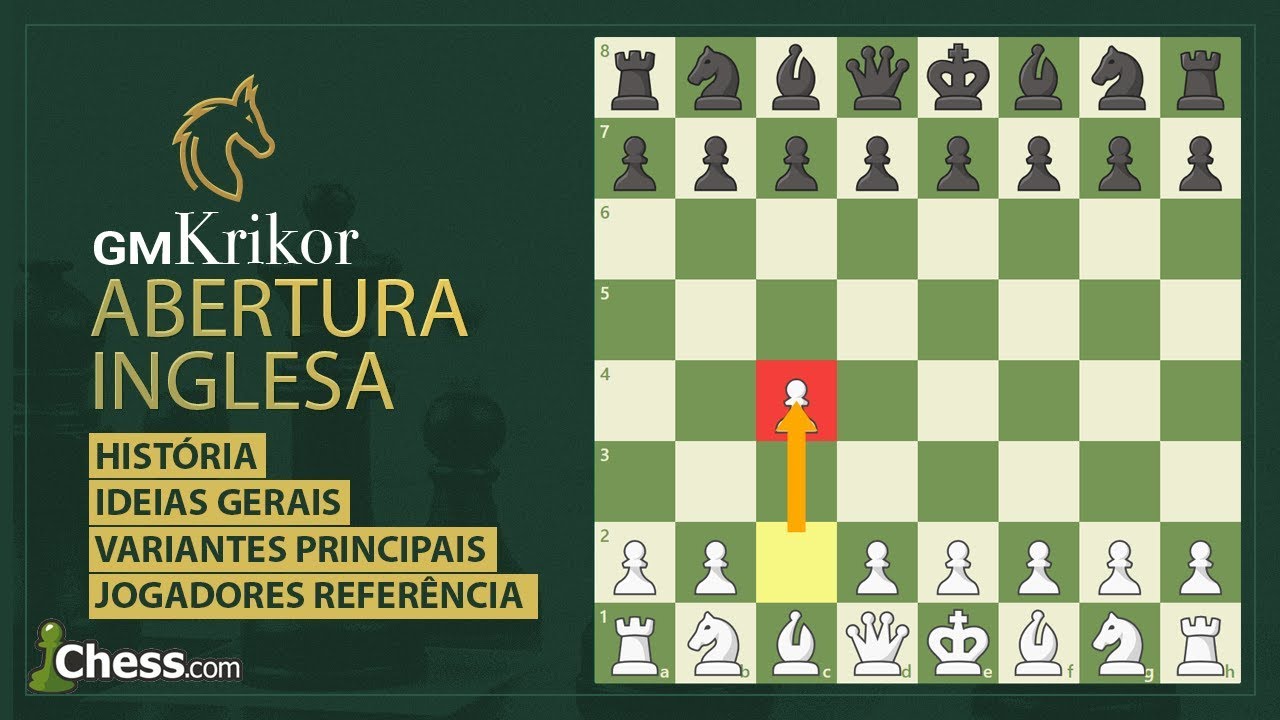 GMKrikor
ABERTURA
INGLESA
HISTÓRIA
IDEIAS GERAIS
VARIANTES PRINCIPAIS
JOGADORES REFERÊNCIA
Chess.com
8
7
6
5
4
3
2
1
a b c d e f g h